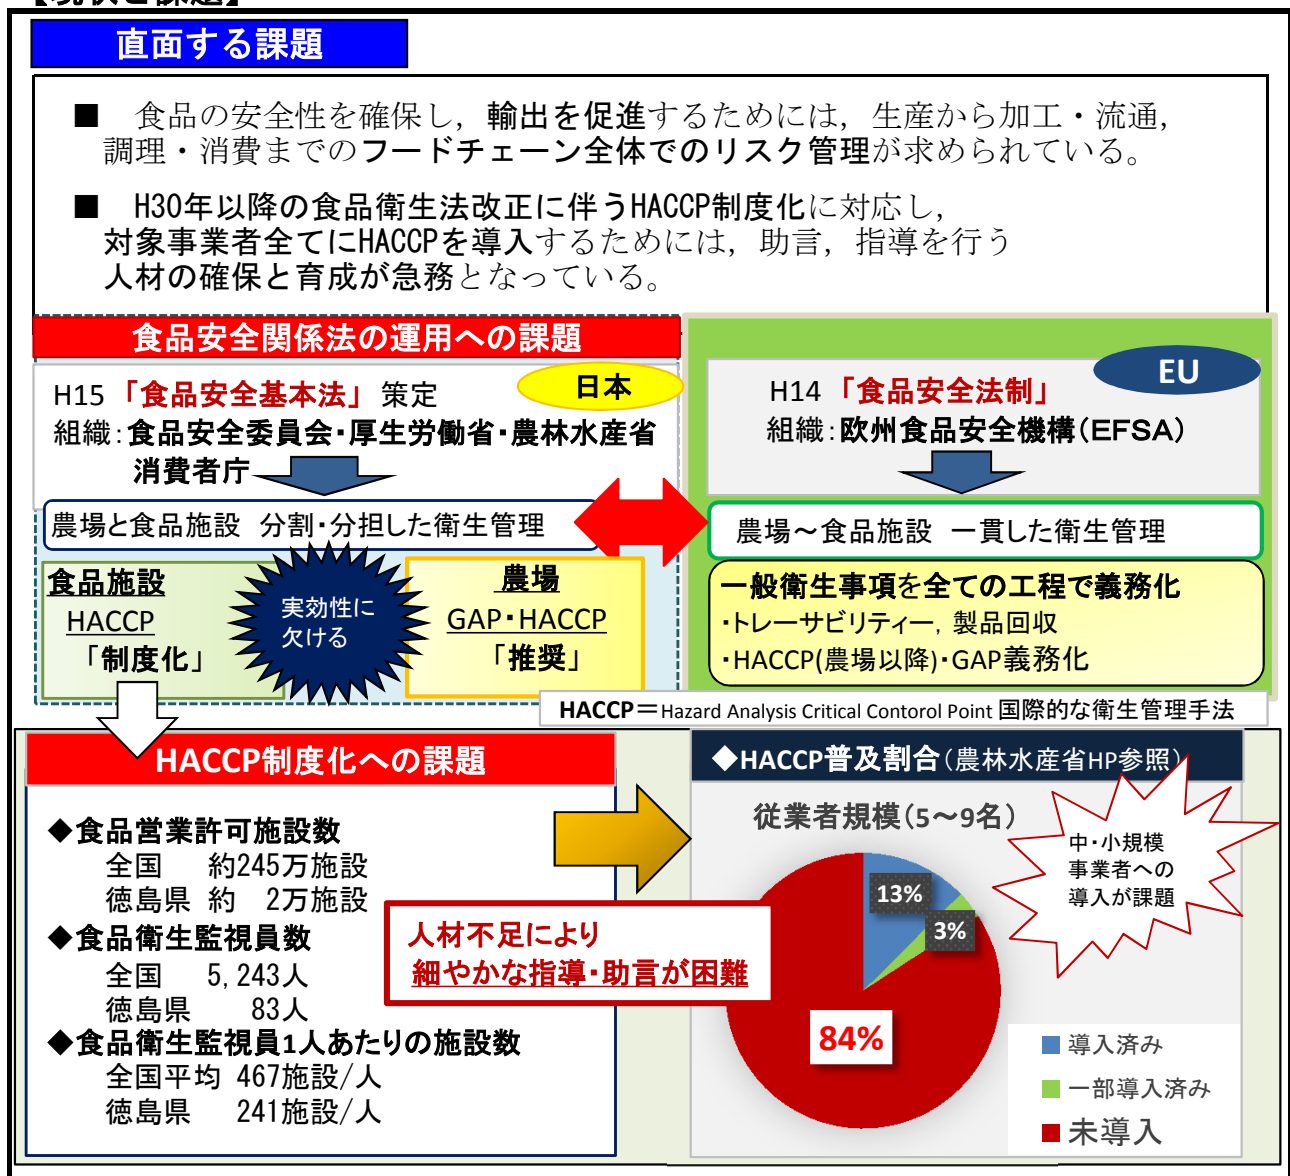 【現状と課題】
直面する課題
■　食品の安全性を確保し，輸出を促進するためには，生産から加工・流通，
調理・消費までのフードチェーン全体でのリスク管理が求められている。
■　H30年以降の食品衛生法改正に伴うHACCP制度化に対応し，
対象事業者全てにHACCPを導入するためには，助言，指導を行う
人材の確保と育成が急務となっている。
食品安全関係法の運用への課題
日本
H15「食品安全基本法」策定
組織：食品安全委員会・厚生労働省・農林水産省
消費者庁
農場と食品施設　分割・分担した衛生管理
食品施設
HACCP
「制度化」
実効性に
欠ける
農場
GAP・HACCP
「推奨」
EU
H14「食品安全法制」
組織：欧州食品安全機構（EFSA）
農場～食品施設　一貫した衛生管理
一般衛生事項を全ての工程で義務化
・トレーサビリティー，製品回収
・HACCP(農場以降)・GAP義務化
HACCP＝Hazard Analysis Critical Contorol Point 国際的な衛生管理手法
HACCP制度化への課題
◆食品営業許可施設数
全国　約245万施設
徳島県 約　2万施設
◆食品衛生監視員数
全国　5,243人
徳島県　83人
◆食品衛生監視員1人あたりの施設数
全国平均 467施設/人
徳島県　241施設/人
人材不足により
細やかな指導・助言が困難
◆HACCP普及割合（農林水産省HP参照）
従業者規模（5～9名）
中・小規模
事業者への
導入が課題
13%
3%
84%
導入済み
一部導入済み
未導入